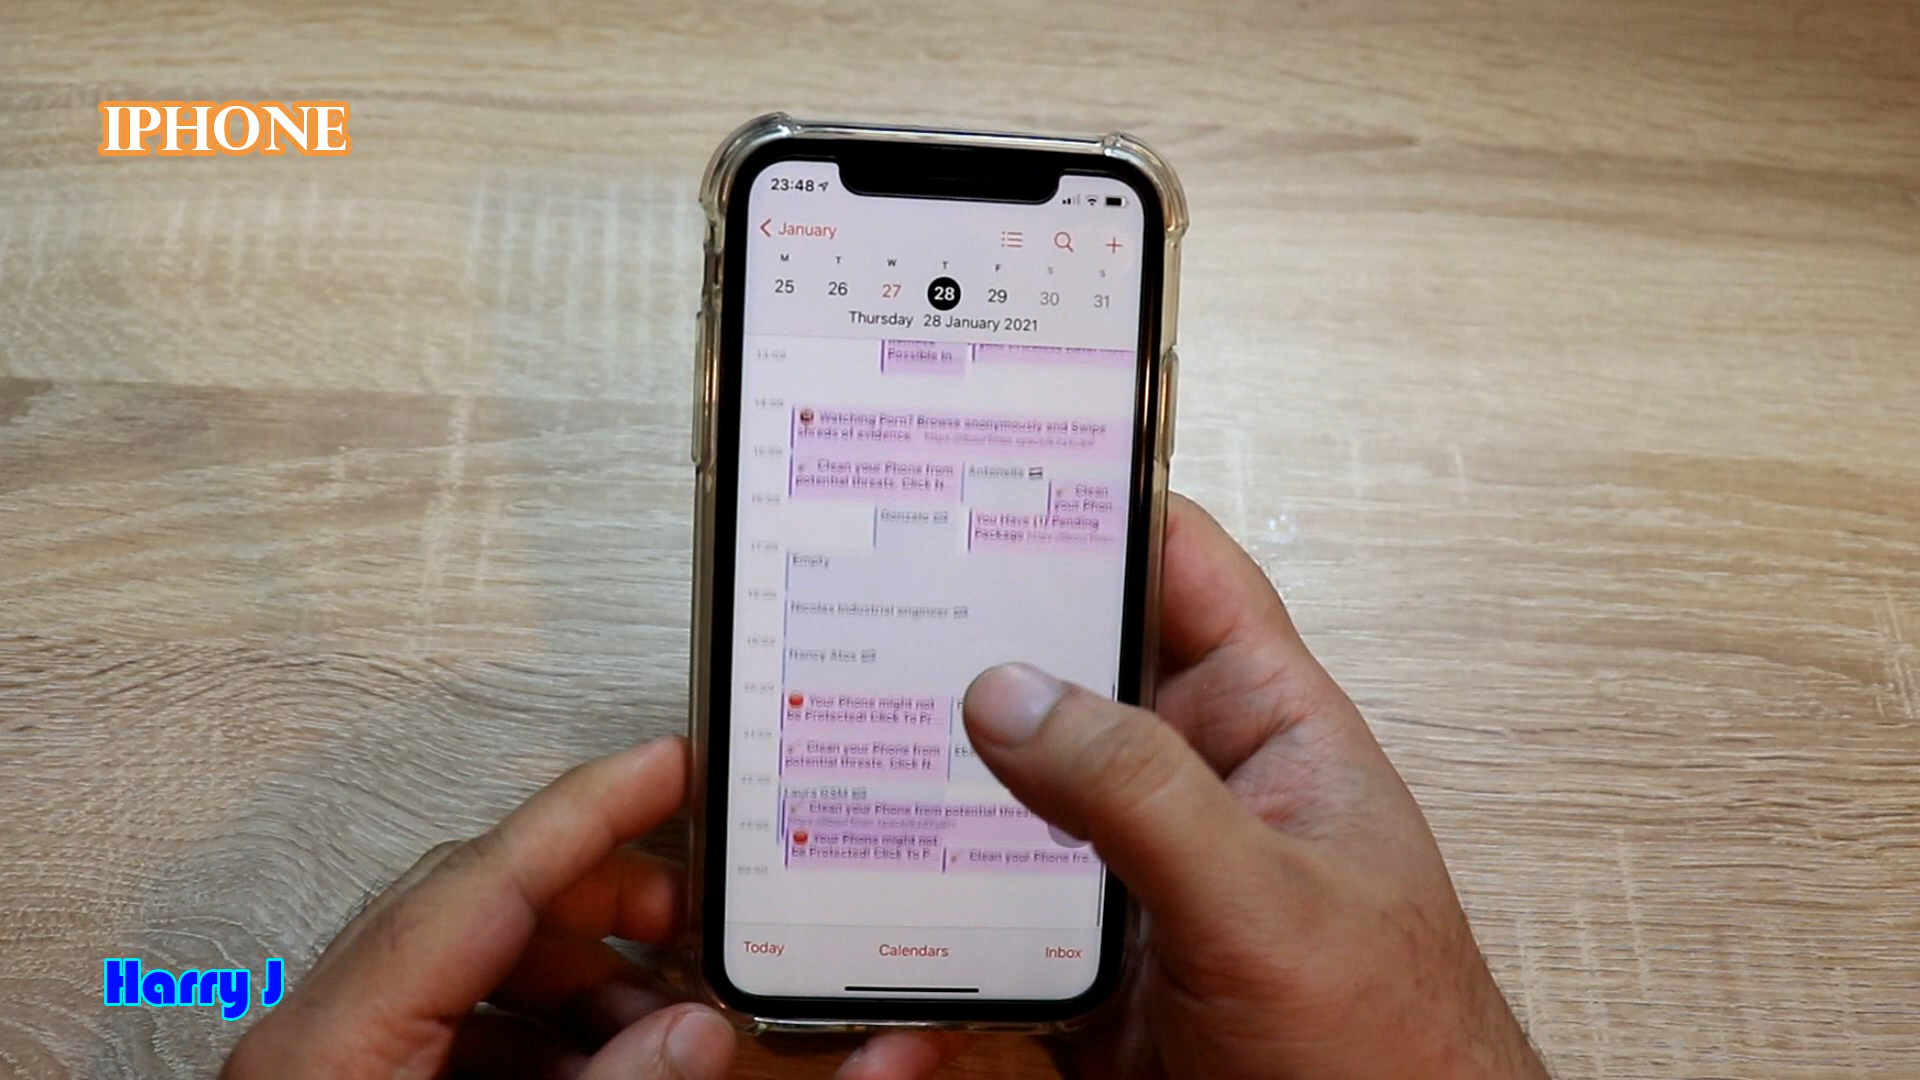 IPHONE
23:48
January
M T W T F S S
25 26 27 28 29 30 31
Thursday 28 January 2021
Possible In...
Watching Porn? Browse anonymously and Swipe
shreds of evidence.
Clean your Phone from
potential threats. Click N...
Antonella
Clean
your Phon
Gonzalo
You Have (1) Pending
Package
Empty
Nicolas Industrial engineer
Nancy Atos
Your Phone might not
be Protected! Click To Pr...
Clean your Phone from
potential threats. Click N...
Laura GSM
Clean your Phone from potential threa
Your Phone might not
be Protected! Click To P...
Clean your Phone fro...
Today Calendars Inbox
Harry J